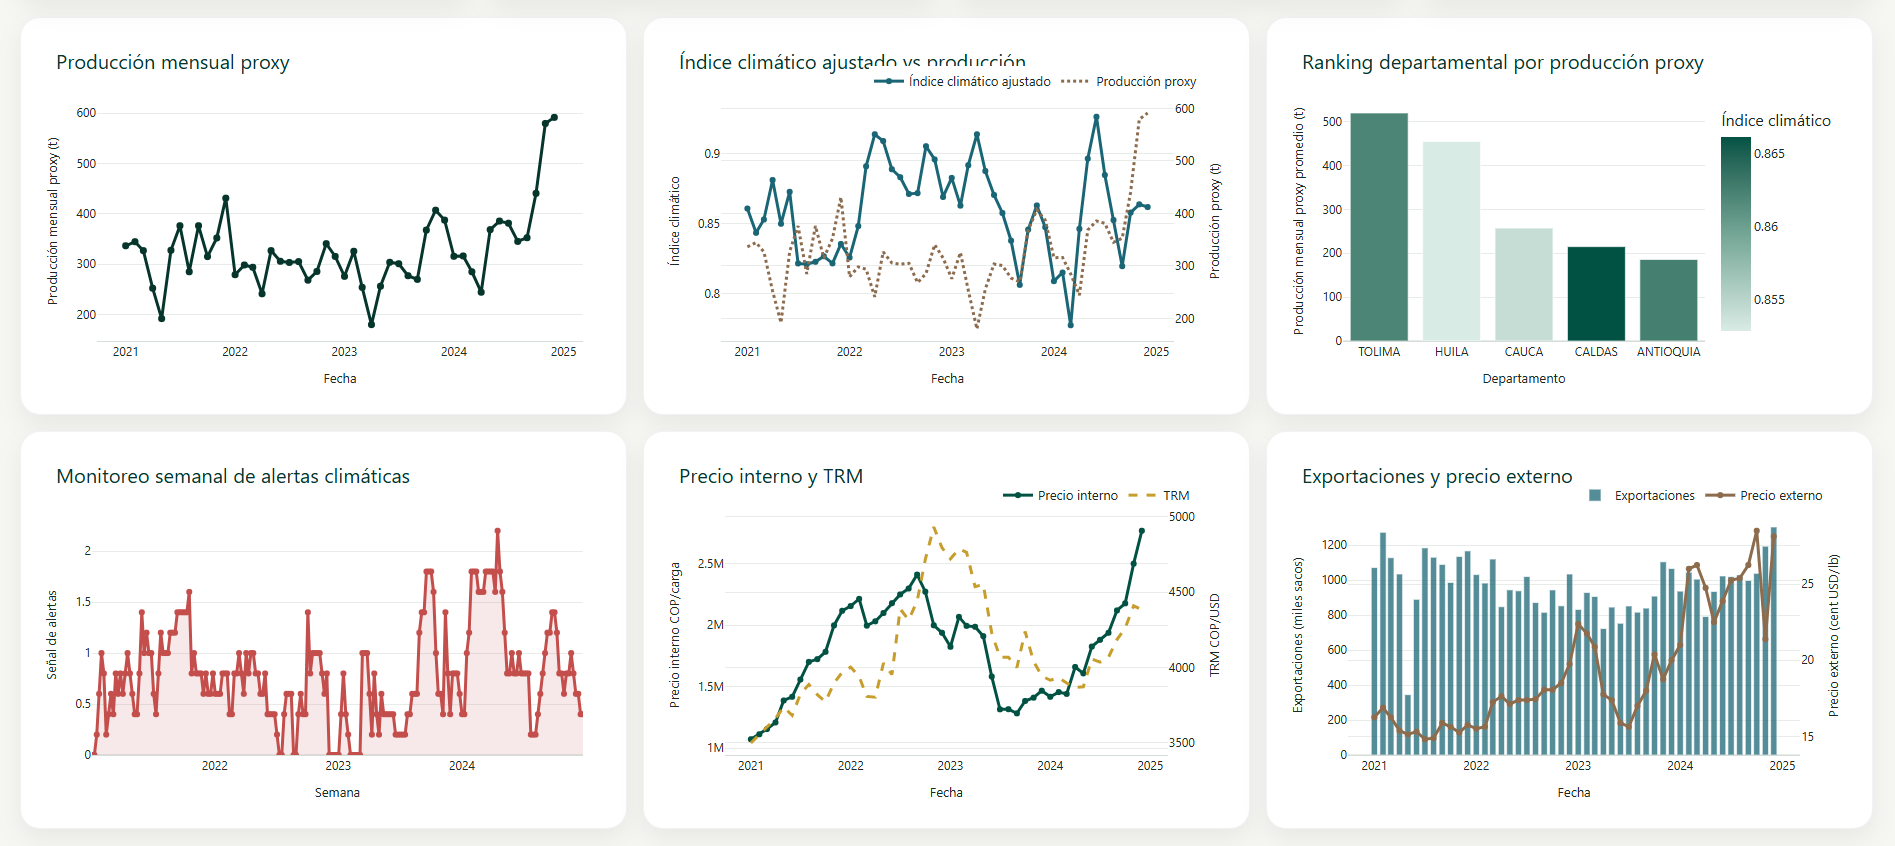 Producción mensual proxy
Producción mensual proxy (t)
600
500
400
300
200
2021
2022
2023
2024
2025
Fecha
Índice climático ajustado vs producción
Índice climático ajustado
Producción proxy
Índice climático
0.9
0.85
0.8
600
500
400
300
200
Producción proxy (t)
2021
2022
2023
2024
2025
Fecha
Ranking departamental por producción proxy
Producción mensual proxy promedio (t)
500
400
300
200
100
0
TOLIMA
HUILA
CAUCA
CALDAS
ANTIOQUIA
Departamento
Índice climático
0.865
0.86
0.855
Monitoreo semanal de alertas climáticas
Señal de alertas
2
1.5
1
0.5
0
2022
2023
2024
Semana
Precio interno y TRM
Precio interno
TRM
Precio interno COP/carga
2.5M
2M
1.5M
1M
5000
4500
4000
3500
TRM COP/USD
2021
2022
2023
2024
2025
Fecha
Exportaciones y precio externo
Exportaciones
Precio externo
Exportaciones (miles sacos)
1200
1000
800
600
400
200
0
25
20
15
Precio externo (cent USD/lb)
2021
2022
2023
2024
2025
Fecha